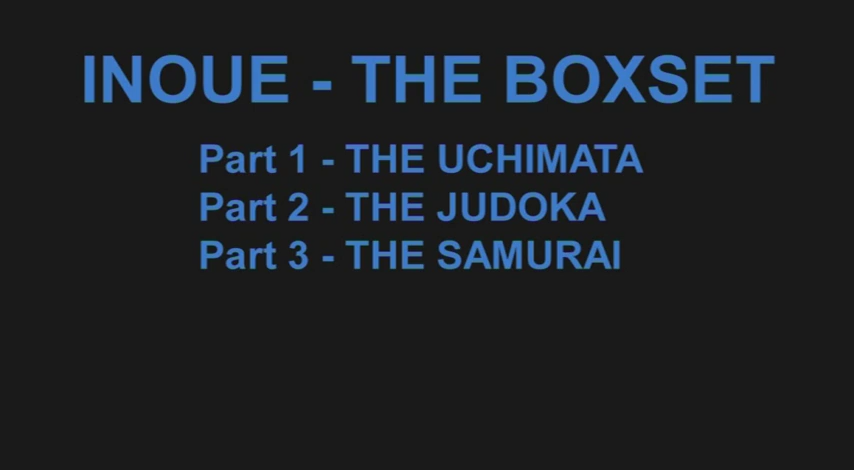 INOUE - THE BOXSET
Part 1 - THE UCHIMATA
Part 2 - THE JUDOKA
Part 3 - THE SAMURAI